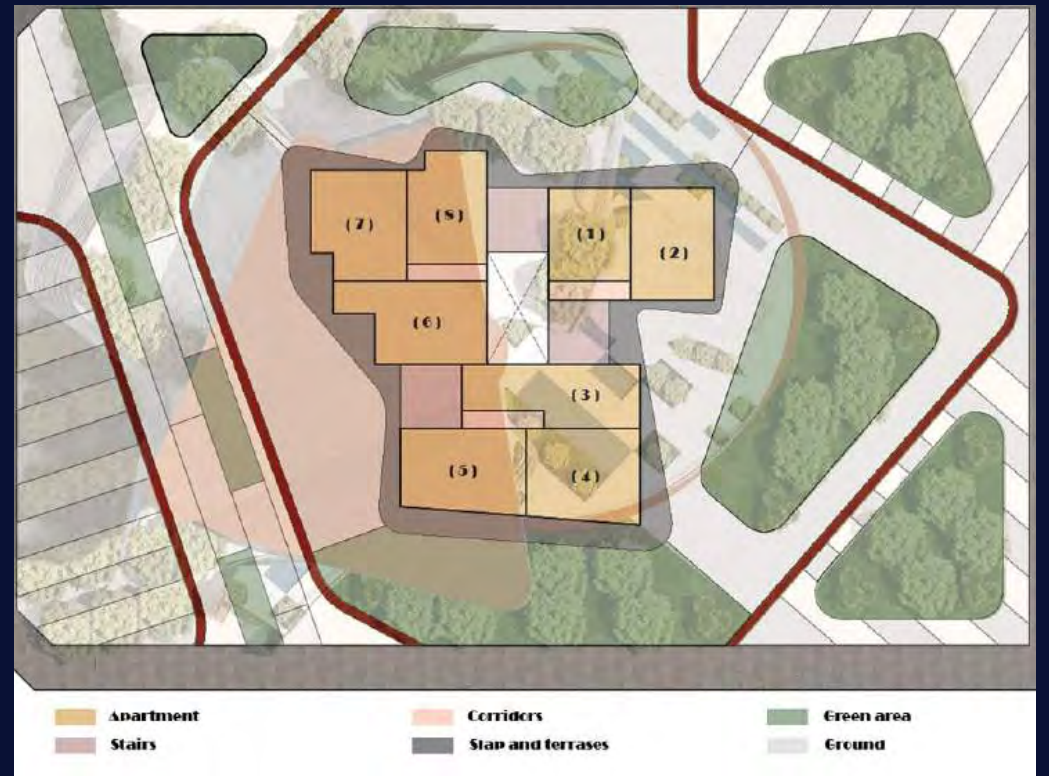 (7)
(8)
(1)
(2)
(6)
(3)
(5)
(4)
Apartment
Corridors
Green area
Stairs
Slap and terrases
Ground